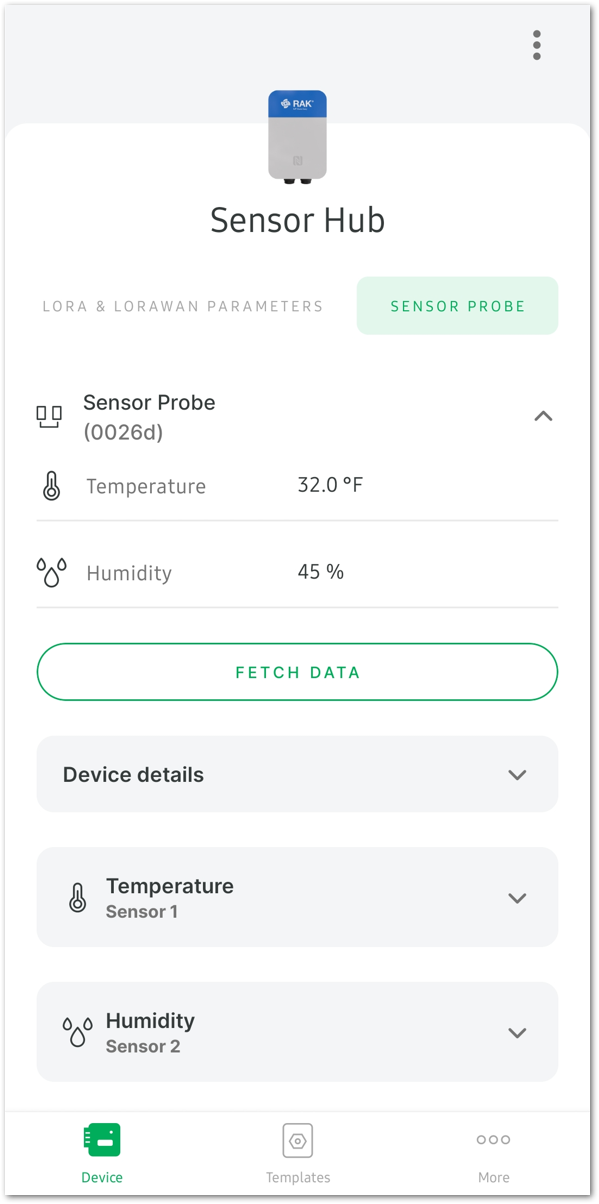 RAK
Sensor Hub
LORA & LORAWAN PARAMETERS
SENSOR PROBE
Sensor Probe
(0026d)
Temperature
32.0 °F
Humidity
45 %
FETCH DATA
Device details
Temperature
Sensor 1
Humidity
Sensor 2
Device
Templates
More